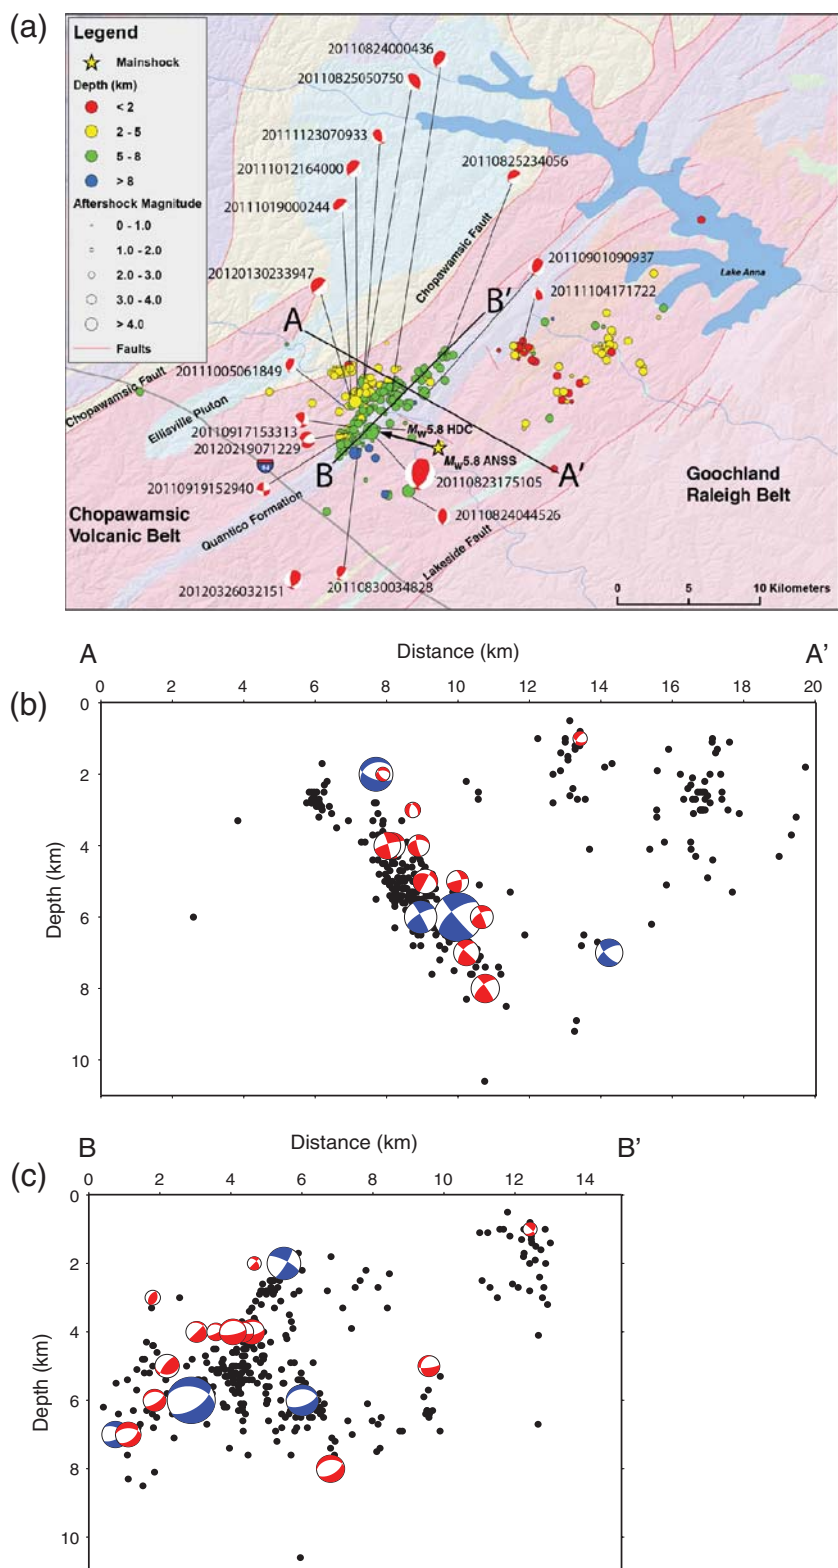 (a)
Legend
Mainshock
Depth (km)
< 2
2 - 5
5 - 8
> 8
Aftershock Magnitude
0 - 1.0
1.0 - 2.0
2.0 - 3.0
3.0 - 4.0
> 4.0
Faults
20110824000436
20110825050750
20111123070933
20111012164000
20111019000244
20110825234056
20110901090937
20111104171722
20120130233947
Chopawamsic Fault
Lake Anna
A
B'
20111005061849
Chopawamsic Fault
Ellisville Pluton
MW5.8 HDC
MW5.8 ANSS
20110917153313
20120219071229
B
A'
64
20110919152940
20110823175105
20110824044526
Goochland
Raleigh Belt
Chopawamsic
Volcanic Belt
Quantico Formation
Lakeside Fault
20120326032151
20110830034828
0 5 10 Kilometers
A Distance (km) A'
(b)
0 2 4 6 8 10 12 14 16 18 20
0
2
4
6
8
10
Depth (km)
B Distance (km) B'
(c)
0 2 4 6 8 10 12 14
0
2
4
6
8
10
Depth (km)